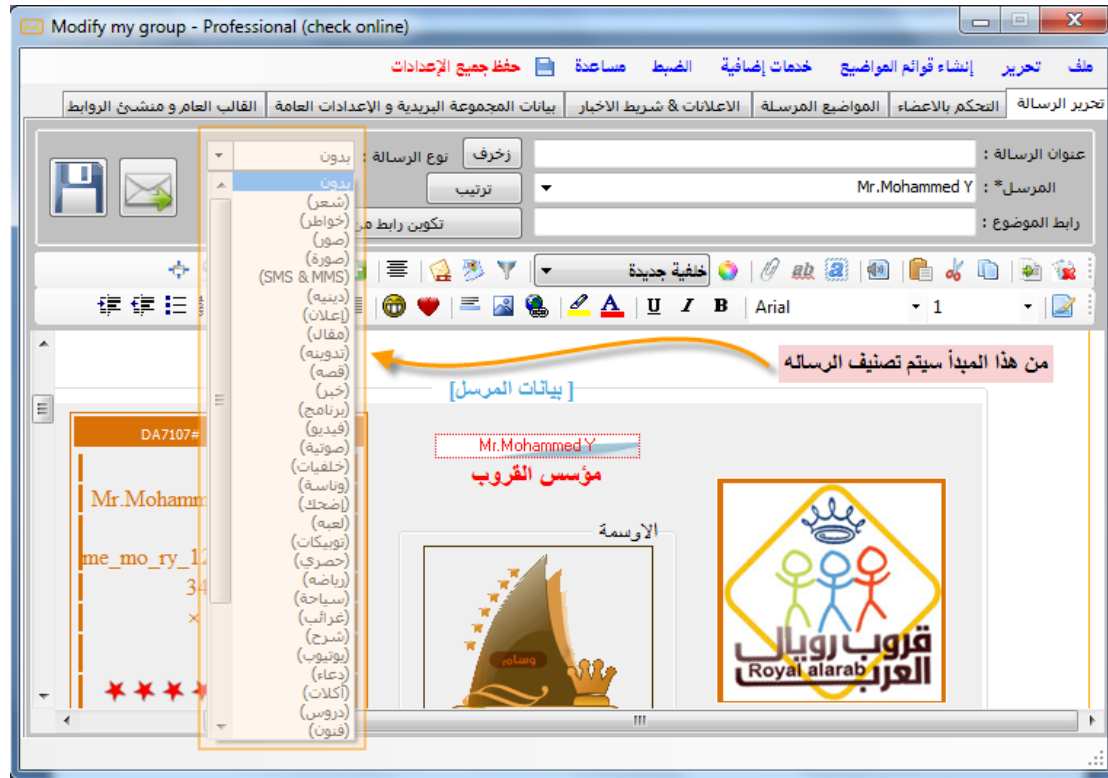 Modify my group - Professional (check online)
ملف تحرير إنشاء قوائم المواضيع خدمات إضافية الضبط مساعدة حفظ جميع الإعدادات
تحرير الرسالة التحكم بالاعضاء المواضيع المرسلة الاعلانات & شريط الاخبار بيانات المجموعة البريدية و الإعدادات العامة القالب العام و منشئ الروابط
عنوان الرسالة : زخرف نوع الرسالة : بدون
المرسل* : Mr.Mohammed Y ترتيب
رابط الموضوع : تكوين رابط
بدون
(شعر)
(خواطر)
(صور)
(صورة)
(SMS & MMS)
(دينيه)
(إعلان)
(مقال)
(تدوينه)
(قصه)
(خبر)
(برنامج)
(فيديو)
(صوتية)
(خلفيات)
(وناسة)
(إضحك)
(لعبه)
(توبيكات)
(حصري)
(رياضه)
(سياحة)
(غرائب)
(شرح)
(يوتيوب)
(دعاء)
(أكلات)
(دروس)
(فنون)
خلفية جديدة
ab
A U I B Arial 1
من هذا المبدأ سيتم تصنيف الرساله
[ بيانات المرسل]
DA7107#
Mr.Mohammed Y
مؤسس القروب
Mr.Mohamm
me_mo_ry_12
34
×
الاوسمة
وسام
قروب رويال
العرب
Royal alarab